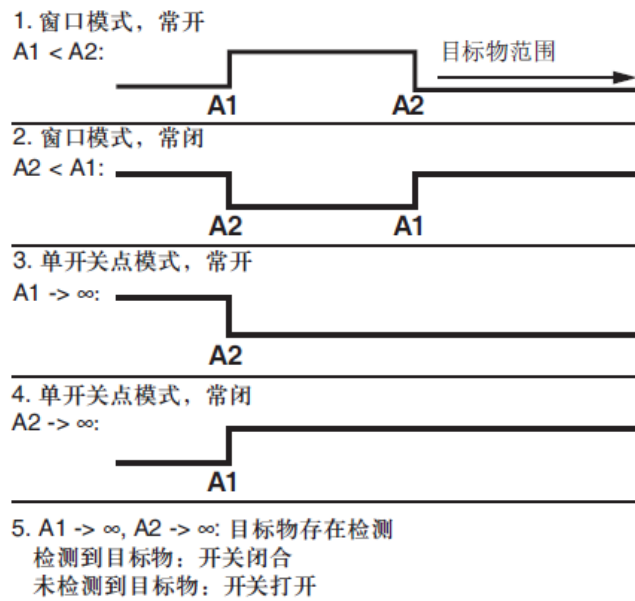 1. 窗口模式，常开
A1 < A2:
目标物范围
A1
A2
2. 窗口模式，常闭
A2 < A1:
A2
A1
3. 单开关点模式，常开
A1 -> ∞:
A2
4. 单开关点模式，常闭
A2 -> ∞:
A1
5. A1 -> ∞, A2 -> ∞: 目标物存在检测
检测到目标物：开关闭合
未检测到目标物：开关打开